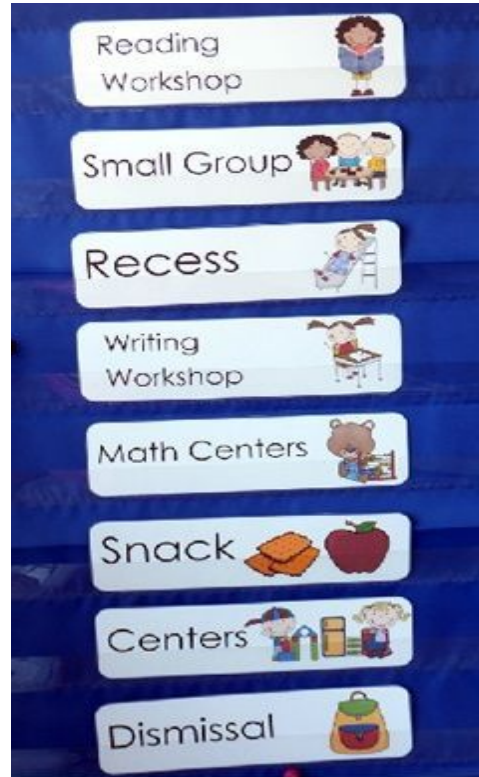 Reading
Workshop
Small Group
Recess
Writing
Workshop
Math Centers
Snack
Centers
Dismissal